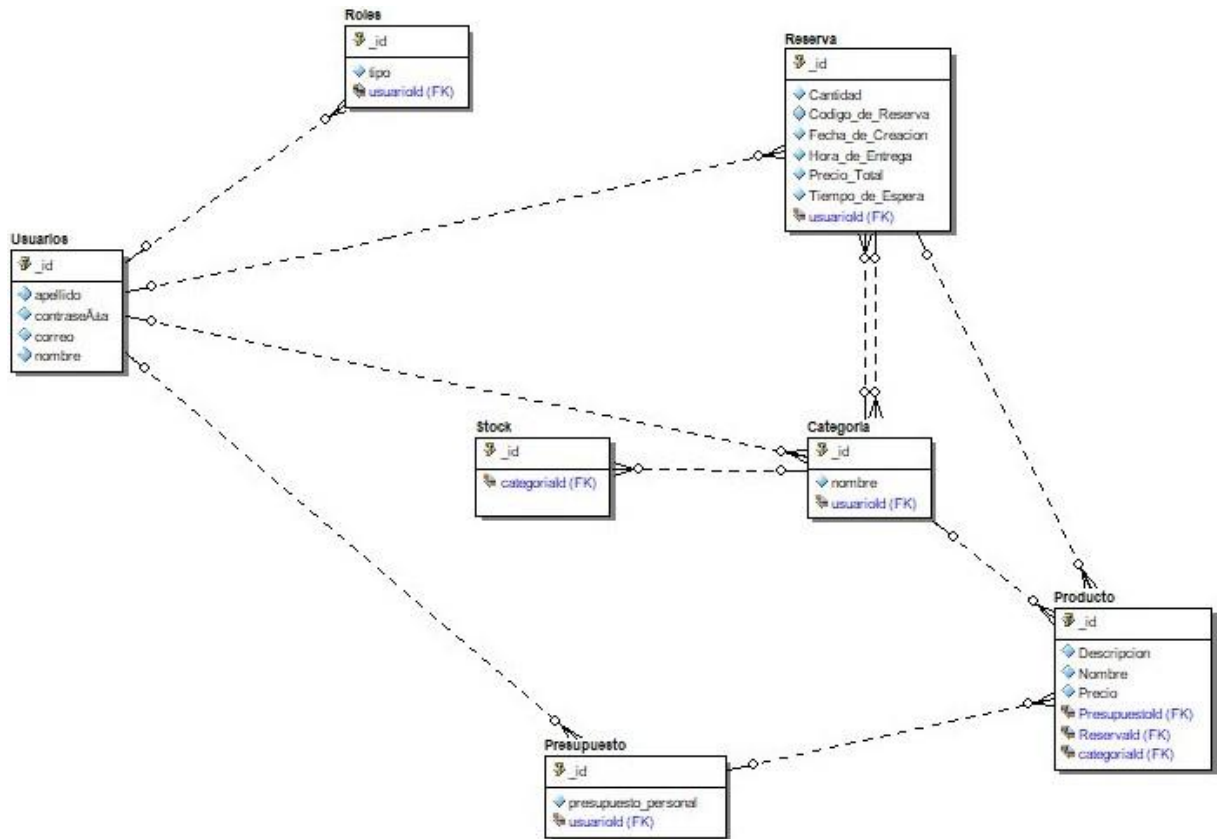 Roles
_id
tipo
usuarioId (FK)
Reserva
_id
Cantidad
Codigo_de_Reserva
Fecha_de_Creacion
Hora_de_Entrega
Precio_Total
Tiempo_de_Espera
usuarioId (FK)
Usuarios
_id
apellido
contraseÃ±a
correo
nombre
Stock
_id
categoriaId (FK)
Categoria
_id
nombre
usuarioId (FK)
Producto
_id
Descripcion
Nombre
Precio
PresupuestoId (FK)
ReservaId (FK)
categoriaId (FK)
Presupuesto
_id
presupuesto_personal
usuarioId (FK)